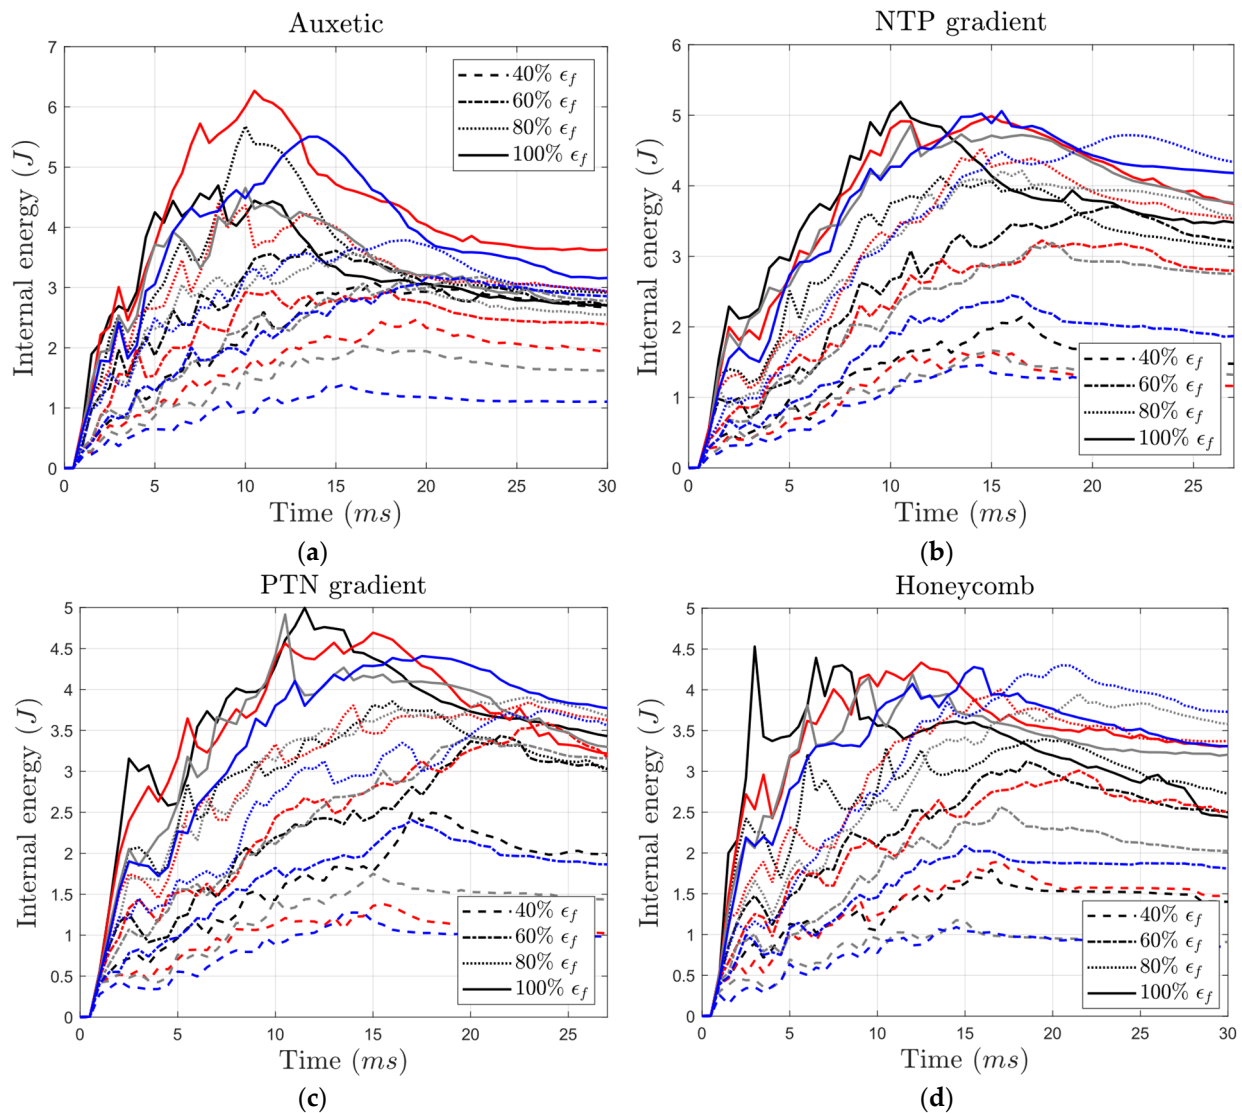 Auxetic
Internal energy (J)
7
6
5
4
3
2
1
0
0 5 10 15 20 25 30
Time (ms)
40% ϵf
60% ϵf
80% ϵf
100% ϵf
(a)
NTP gradient
Internal energy (J)
6
5
4
3
2
1
0
0 5 10 15 20 25
Time (ms)
40% ϵf
60% ϵf
80% ϵf
100% ϵf
(b)
PTN gradient
Internal energy (J)
5
4.5
4
3.5
3
2.5
2
1.5
1
0.5
0
0 5 10 15 20 25
Time (ms)
40% ϵf
60% ϵf
80% ϵf
100% ϵf
(c)
Honeycomb
Internal energy (J)
5
4.5
4
3.5
3
2.5
2
1.5
1
0.5
0
0 5 10 15 20 25 30
Time (ms)
40% ϵf
60% ϵf
80% ϵf
100% ϵf
(d)